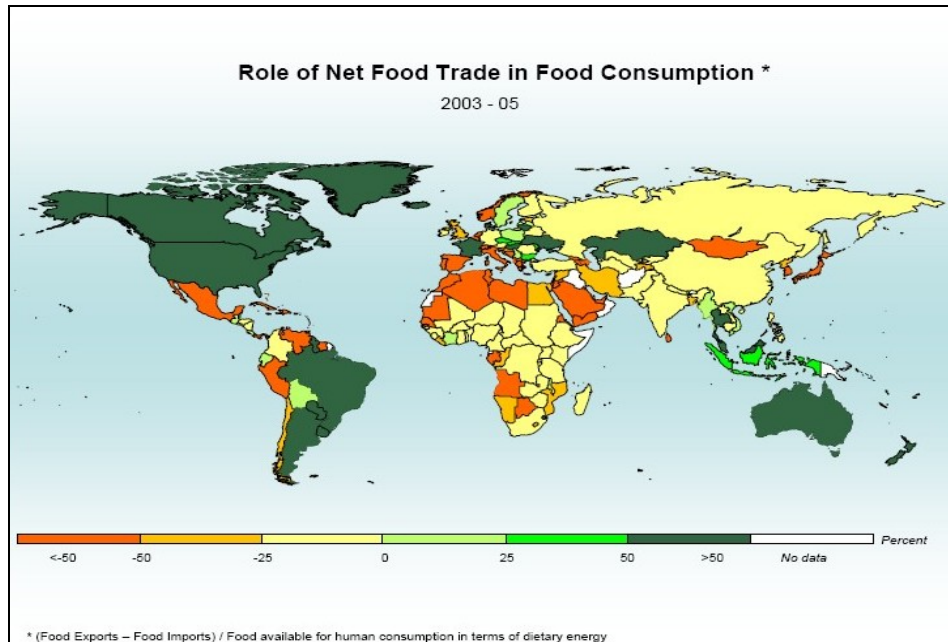 Role of Net Food Trade in Food Consumption *
2003 - 05
Percent
<-50 -50 -25 0 25 50 >50 No data
* (Food Exports – Food Imports) / Food available for human consumption in terms of dietary energy